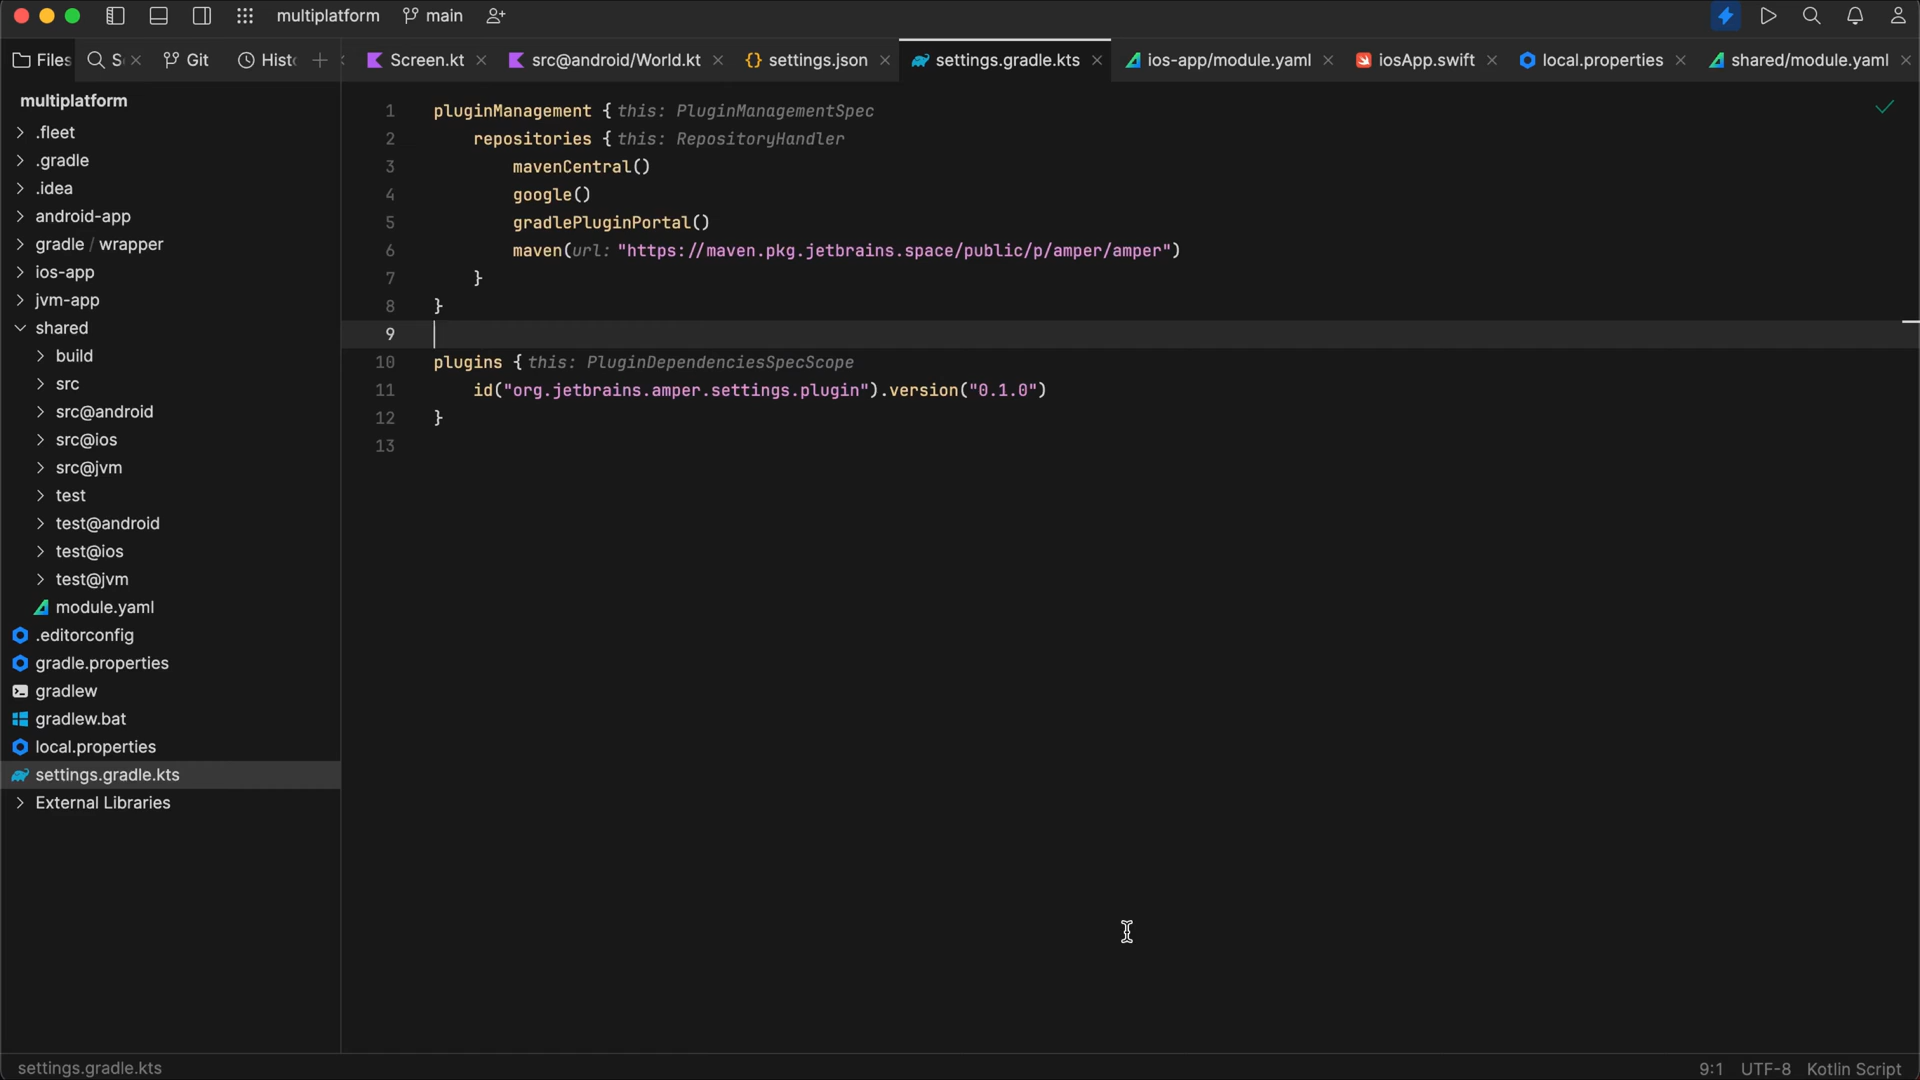 multiplatform
main
Files
S
Git
Hist
Screen.kt
src@android/World.kt
{} settings.json
settings.gradle.kts
ios-app/module.yaml
iosApp.swift
local.properties
shared/module.yaml
multiplatform
.fleet
.gradle
.idea
android-app
gradle / wrapper
ios-app
jvm-app
shared
build
src
src@android
src@ios
src@jvm
test
test@android
test@ios
test@jvm
module.yaml
.editorconfig
gradle.properties
gradlew
gradlew.bat
local.properties
settings.gradle.kts
External Libraries
1 pluginManagement { this: PluginManagementSpec
2 repositories { this: RepositoryHandler
3 mavenCentral()
4 google()
5 gradlePluginPortal()
6 maven( url: "https://maven.pkg.jetbrains.space/public/p/amper/amper")
7 }
8 }
9
10 plugins { this: PluginDependenciesSpecScope
11 id("org.jetbrains.amper.settings.plugin").version("0.1.0")
12 }
13
settings.gradle.kts
9:1 UTF-8 Kotlin Script